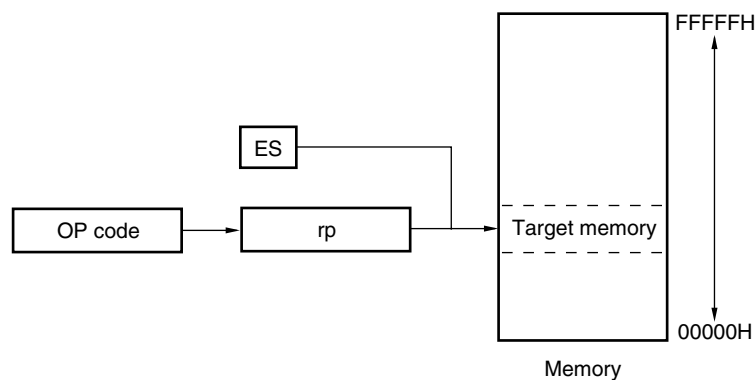 FFFFFH
ES
OP code
rp
Target memory
00000H
Memory